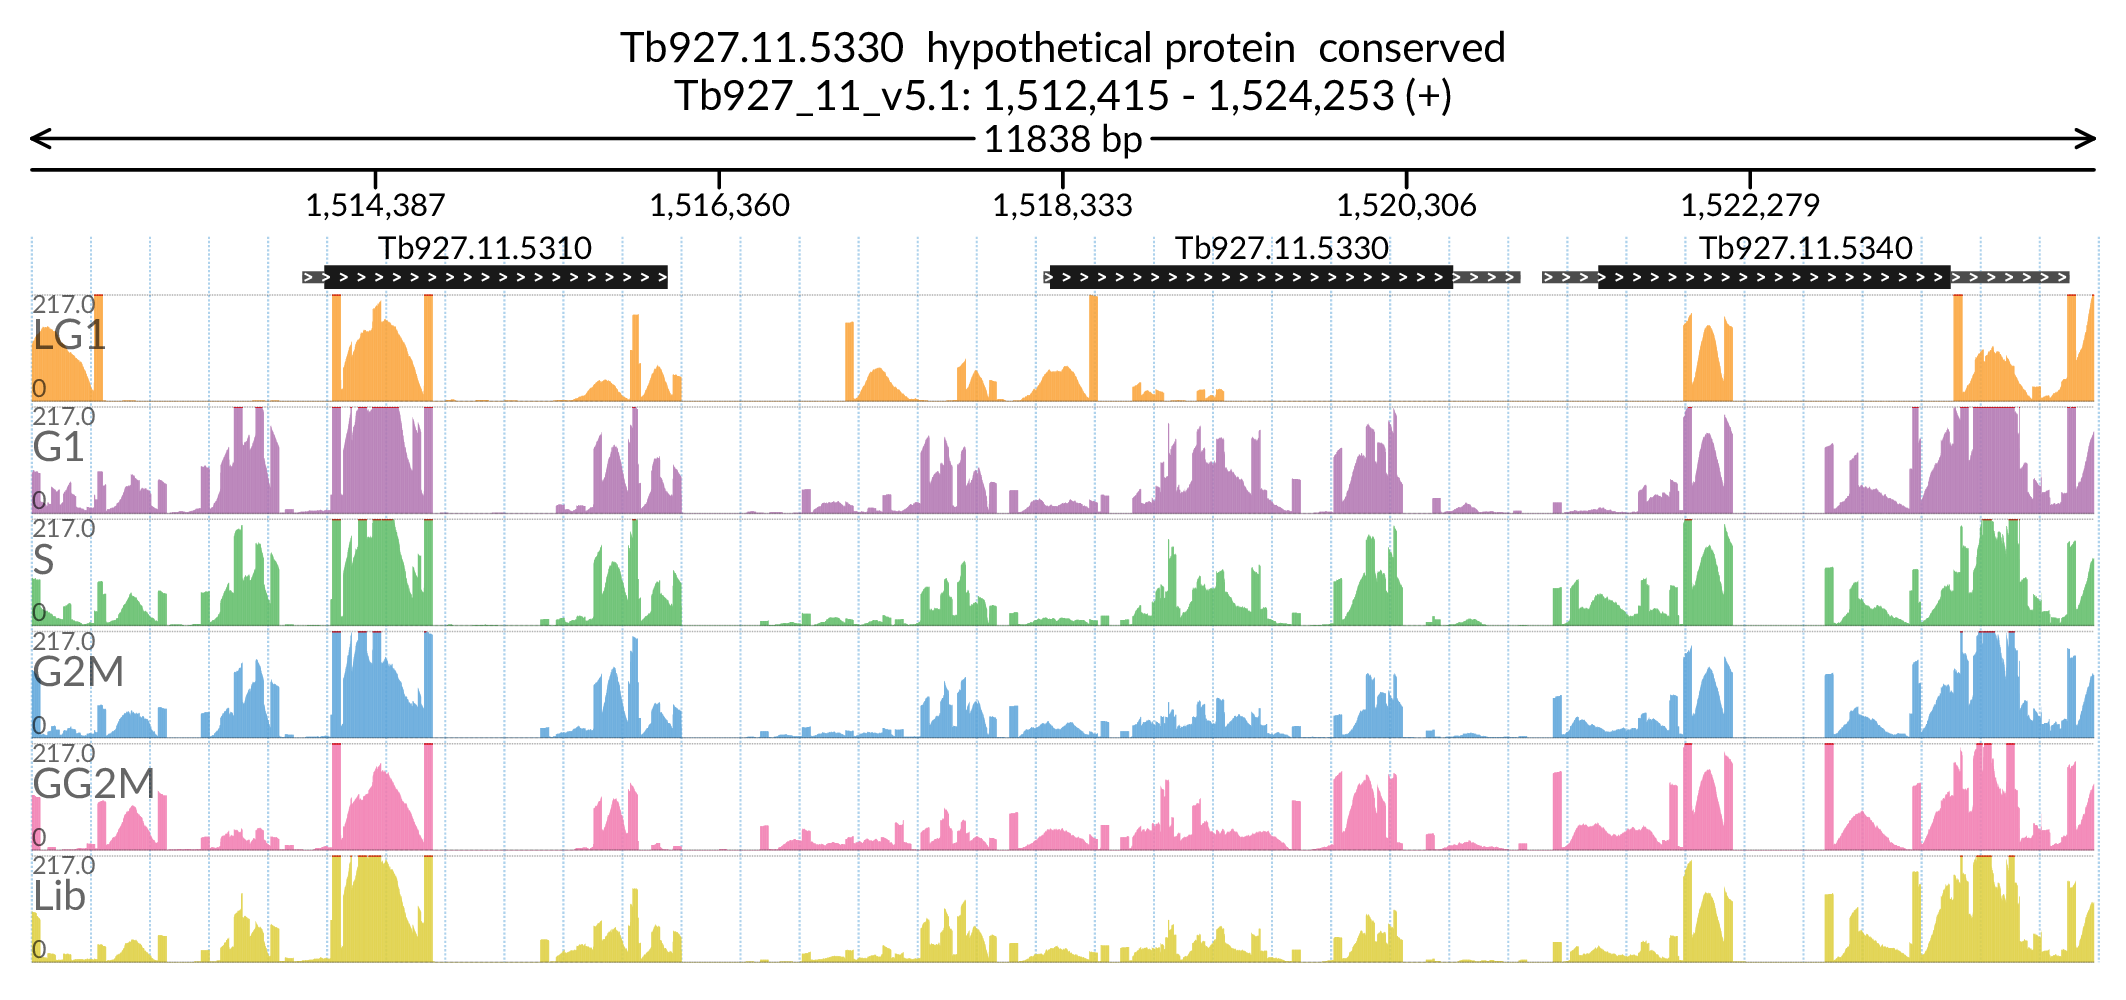 Tb927.11.5330 hypothetical protein conserved
Tb927_11_v5.1: 1,512,415 - 1,524,253 (+)
11838 bp
1,514,387 1,516,360 1,518,333 1,520,306 1,522,279
Tb927.11.5310 Tb927.11.5330 Tb927.11.5340
217.0
LG1
0
217.0
G1
0
217.0
S
0
217.0
G2M
0
217.0
GG2M
0
217.0
Lib
0